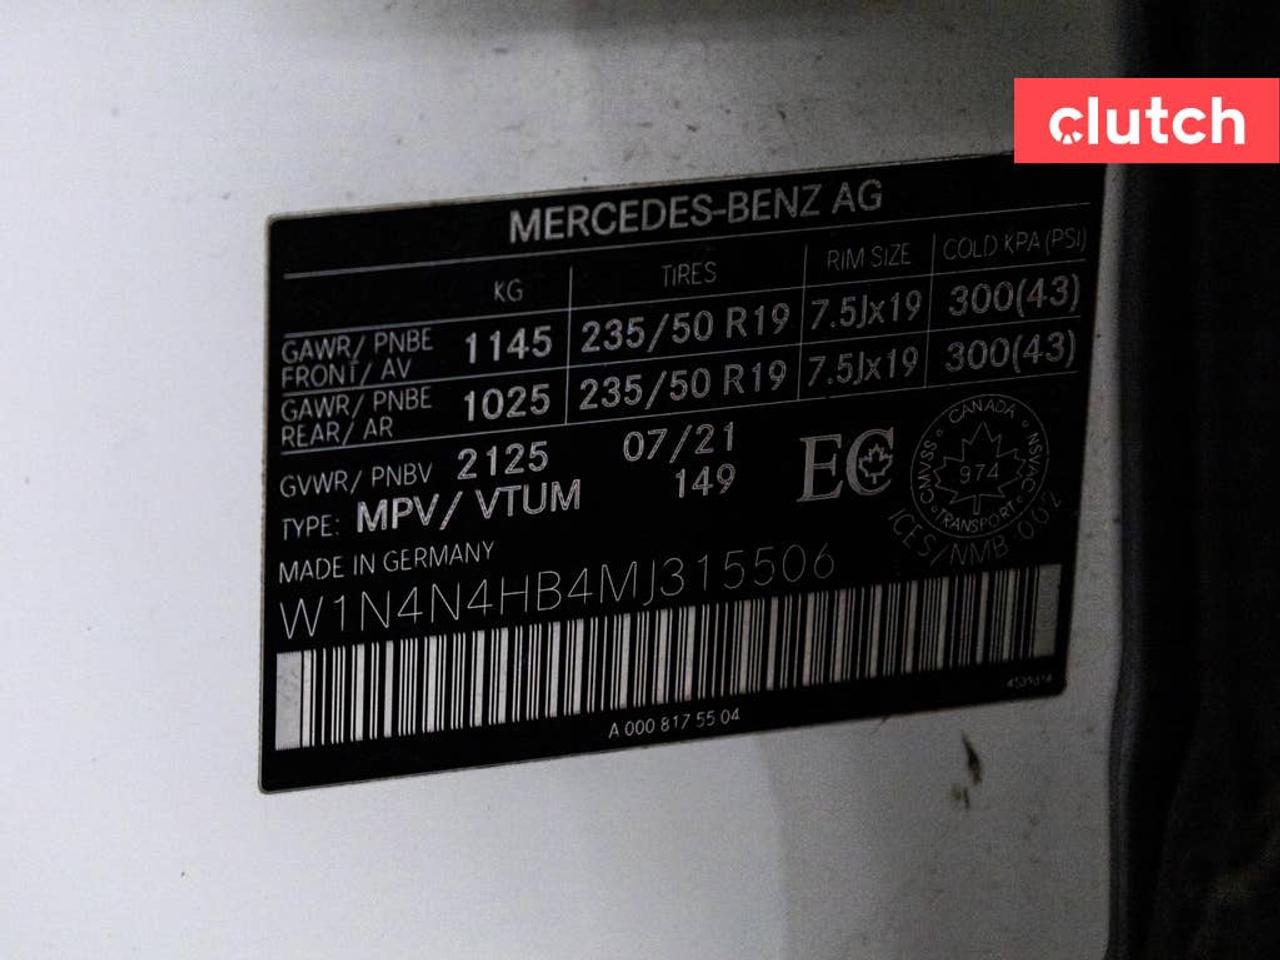 clutch
MERCEDES-BENZ AG
KG TIRES RIM SIZE COLD KPA (PSI)
GAWR/ PNBE FRONT/ AV 1145 235/50 R19 7.5Jx19 300(43)
GAWR/ PNBE REAR/ AR 1025 235/50 R19 7.5Jx19 300(43)
GVWR/ PNBV 2125 07/21
TYPE: MPV/ VTUM 149
EC
CANADA
CMVSS NSVAC
974
TRANSPORT
ICES/NMB 002
MADE IN GERMANY
W1N4N4HB4MJ315506
A 000 817 55 04